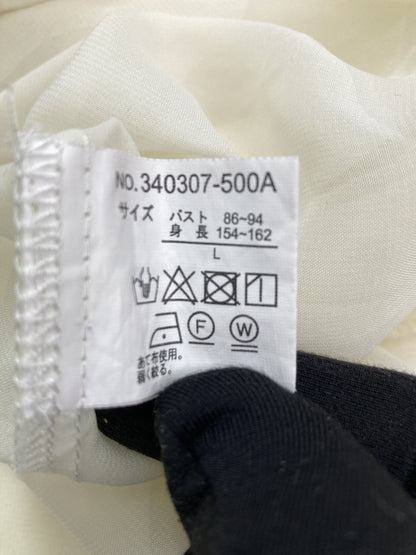 NO.340307-500A
サイズ バスト 86~94
身長 154~162
L
F W
あて布使用。
弱く絞る。